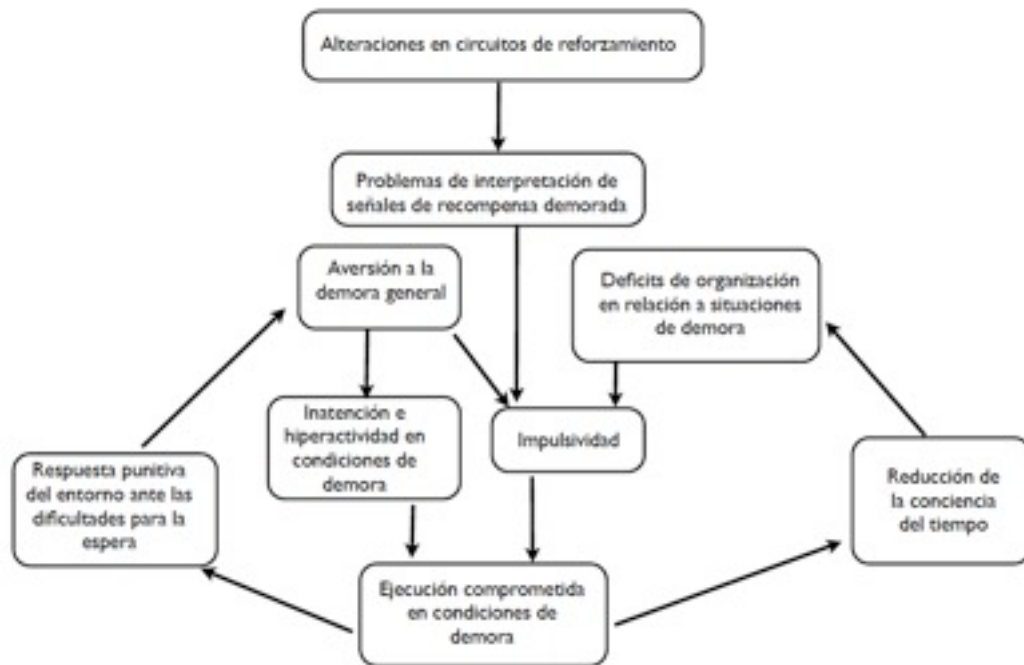 Alteraciones en circuitos de reforzamiento
Problemas de interpretación de
señales de recompensa demorada
Aversión a la
demora general
Deficits de organización
en relación a situaciones
de demora
Inatención e
hiperactividad en
condiciones de
demora
Impulsividad
Respuesta punitiva
del entorno ante las
dificultades para la
espera
Reducción de
la conciencia
del tiempo
Ejecución comprometida
en condiciones de
demora